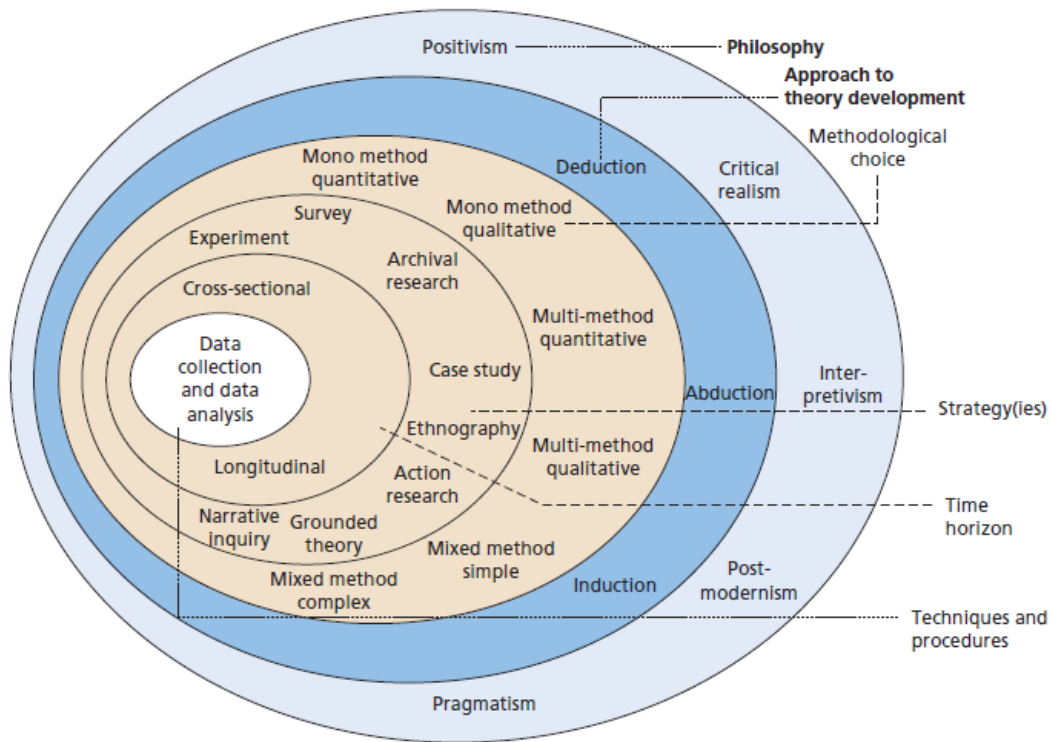 Positivism
Philosophy
Approach to
theory development
Methodological
choice
Mono method
quantitative
Deduction
Critical
realism
Survey
Mono method
qualitative
Experiment
Archival
research
Cross-sectional
Multi-method
quantitative
Data
collection
and data
analysis
Case study
Abduction
Inter-
pretivism
Strategy(ies)
Ethnography
Multi-method
qualitative
Longitudinal
Action
research
Time
horizon
Narrative
inquiry
Grounded
theory
Mixed method
simple
Mixed method
complex
Induction
Post-
modernism
Techniques and
procedures
Pragmatism